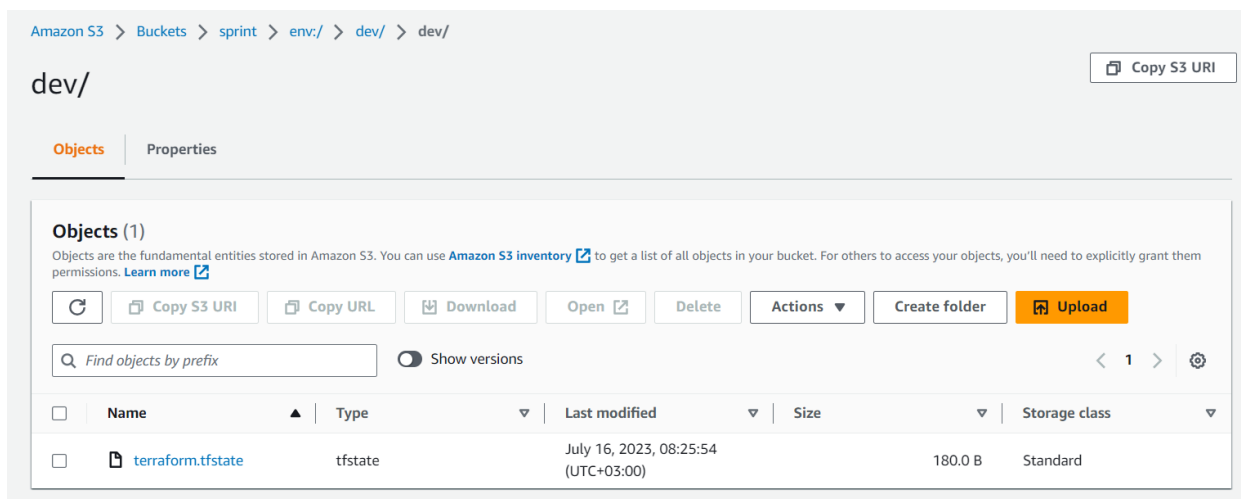 Amazon S3 > Buckets > sprint > env:/ > dev/ > dev/
dev/
Copy S3 URI
Objects
Properties
Objects (1)
Objects are the fundamental entities stored in Amazon S3. You can use Amazon S3 inventory to get a list of all objects in your bucket. For others to access your objects, you'll need to explicitly grant them
permissions. Learn more
Copy S3 URI Copy URL Download Open Delete Actions Create folder Upload
Find objects by prefix
Show versions
1
Name Type Last modified Size Storage class
terraform.tfstate tfstate July 16, 2023, 08:25:54
(UTC+03:00) 180.0 B Standard